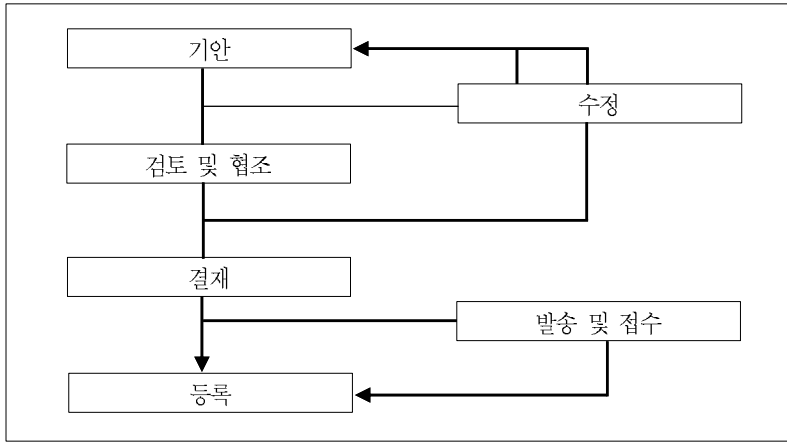 기안
수정
검토 및 협조
결재
발송 및 접수
등록